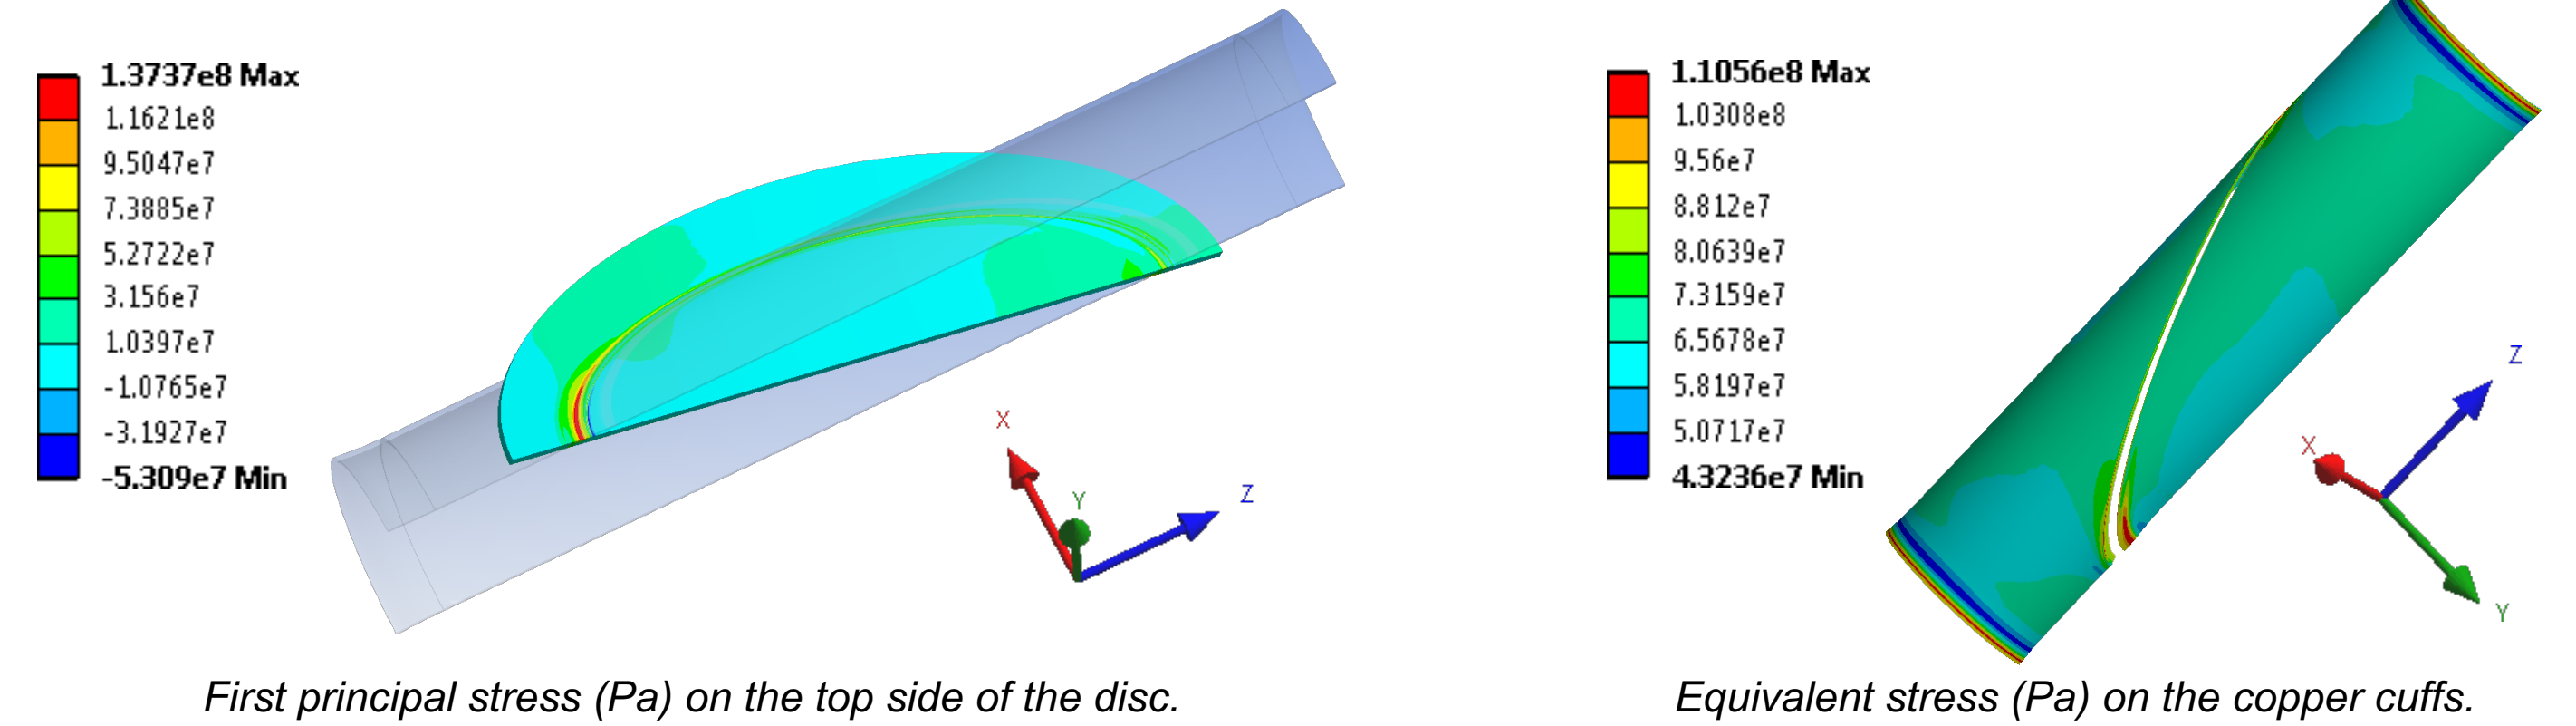 1.3737e8 Max
1.1621e8
9.5047e7
7.3885e7
5.2722e7
3.156e7
1.0397e7
-1.0765e7
-3.1927e7
-5.309e7 Min
X
Y
Z
First principal stress (Pa) on the top side of the disc.
1.1056e8 Max
1.0308e8
9.56e7
8.812e7
8.0639e7
7.3159e7
6.5678e7
5.8197e7
5.0717e7
4.3236e7 Min
Z
X
Y
Equivalent stress (Pa) on the copper cuffs.